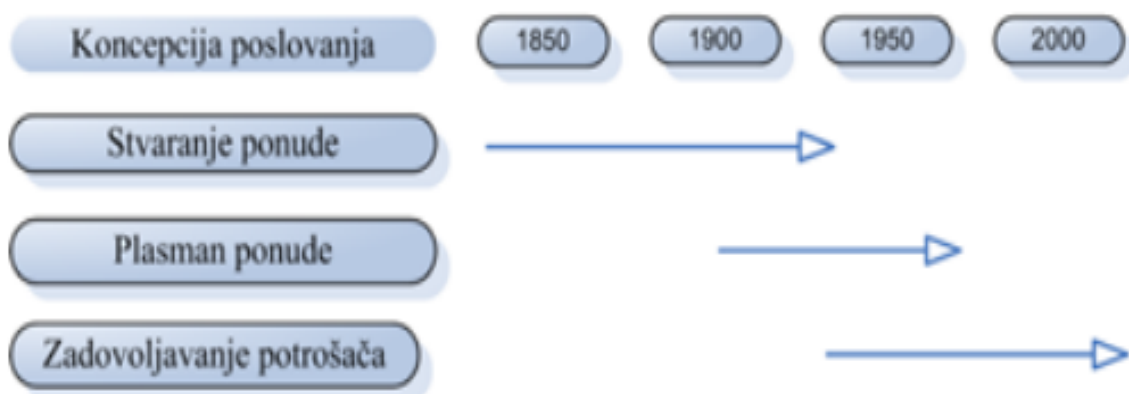 Koncepcija poslovanja 1850 1900 1950 2000
Stvaranje ponude
Plasman ponude
Zadovoljavanje potrošača